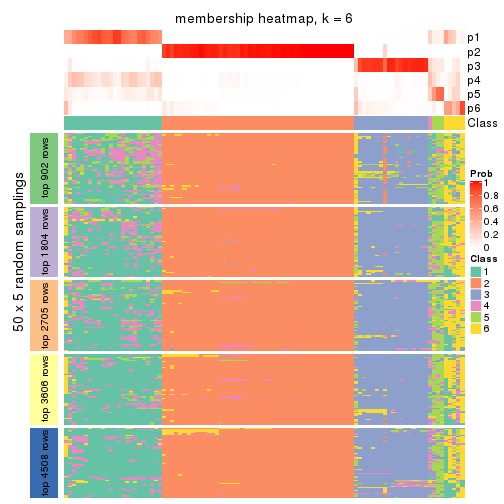 membership heatmap, k = 6
p1
p2
p3
p4
p5
p6
Class
50 x 5 random samplings
top 902 rows
top 1804 rows
top 2705 rows
top 3606 rows
top 4508 rows
Prob
0.8
0.6
0.4
0.2
0
Class
1
2
3
4
5
6